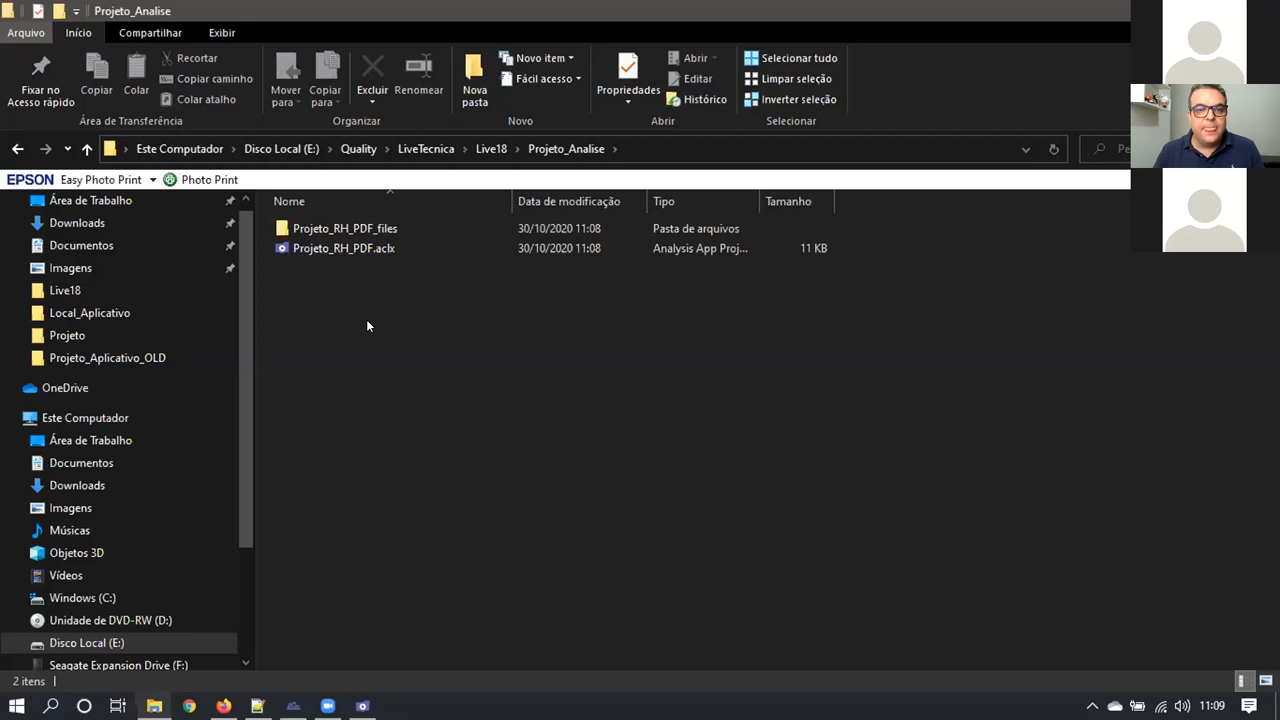 Projeto_Analise
Arquivo Início Compartilhar Exibir
Fixar no Acesso rápido
Copiar
Colar
Recortar
Copiar caminho
Colar atalho
Mover para
Copiar para
Excluir
Renomear
Nova pasta
Novo item
Fácil acesso
Propriedades
Abrir
Editar
Histórico
Selecionar tudo
Limpar seleção
Inverter seleção
Área de Transferência Organizar Novo Abrir Selecionar
Este Computador Disco Local (E:) Quality LiveTecnica Live18 Projeto_Analise
EPSON Easy Photo Print Photo Print
Nome Data de modificação Tipo Tamanho
Projeto_RH_PDF_files 30/10/2020 11:08 Pasta de arquivos
Projeto_RH_PDF.aclx 30/10/2020 11:08 Analysis App Proj... 11 KB
Área de Trabalho
Downloads
Documentos
Imagens
Live18
Local_Aplicativo
Projeto
Projeto_Aplicativo_OLD
OneDrive
Este Computador
Área de Trabalho
Documentos
Downloads
Imagens
Músicas
Objetos 3D
Vídeos
Windows (C:)
Unidade de DVD-RW (D:)
Disco Local (E:)
Seagate Expansion Drive (F:)
2 itens
11:09